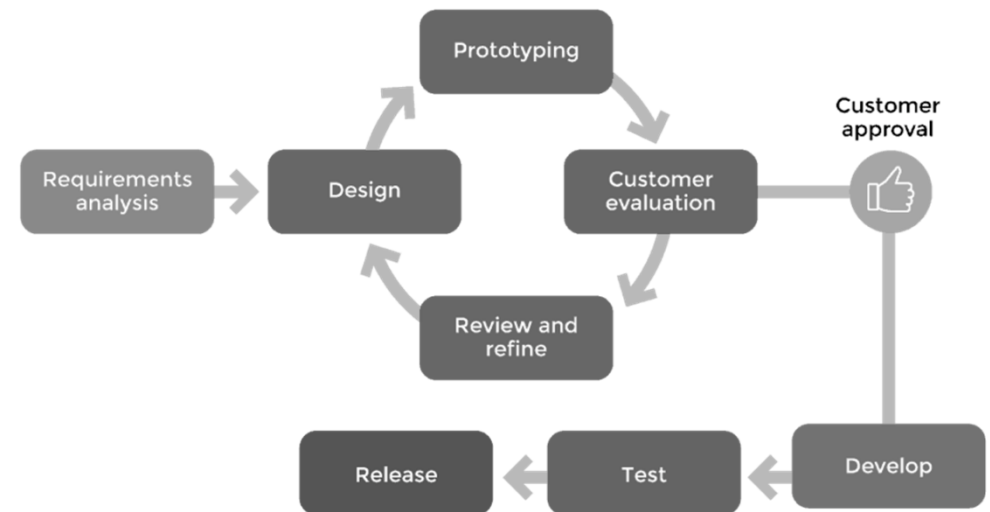 Prototyping
Customer
approval
Requirements
analysis
Design
Customer
evaluation
Review and
refine
Release
Test
Develop